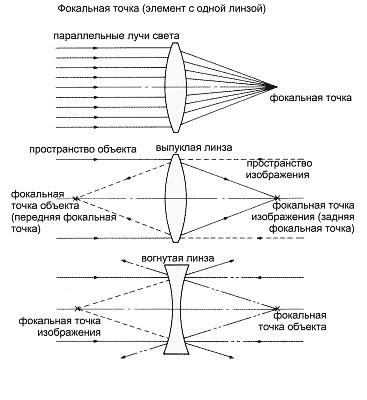 Фокальная точка (элемент с одной линзой)
параллельные лучи света
фокальная точка
пространство объекта
выпуклая линза
пространство
изображения
фокальная
точка объекта
(передняя фокальная
точка)
фокальная точка
изображения (задняя
фокальная точка)
вогнутая линза
фокальная точка
изображения
фокальная
точка объекта